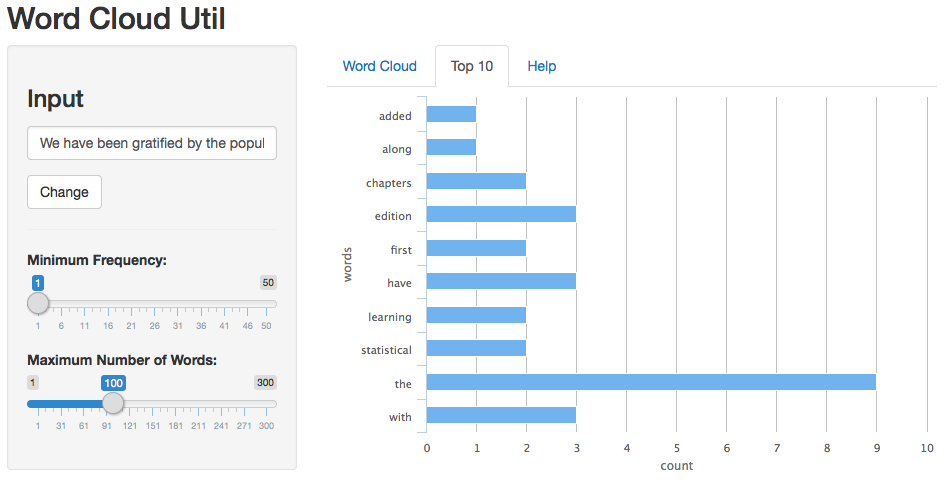 Word Cloud Util
Input
We have been gratified by the popul
Change
Minimum Frequency:
1 50
1 6 11 16 21 26 31 36 41 46 50
Maximum Number of Words:
1 100 300
1 31 61 91 121 151 181 211 241 271 300
Word Cloud Top 10 Help
added
along
chapters
edition
first
have
learning
statistical
the
with
words
0 1 2 3 4 5 6 7 8 9 10
count